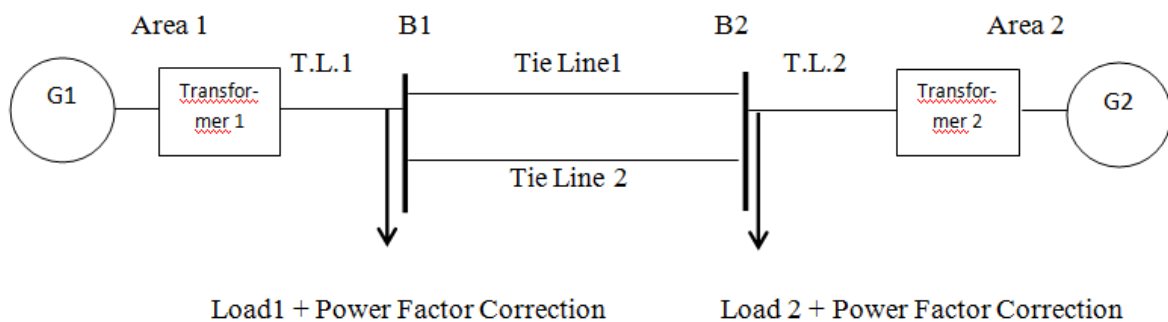 Area 1
B1
B2
Area 2
T.L.1
Tie Line1
T.L.2
G1
Transfor-
mer 1
Transfor-
mer 2
G2
Tie Line 2
Load1 + Power Factor Correction
Load 2 + Power Factor Correction